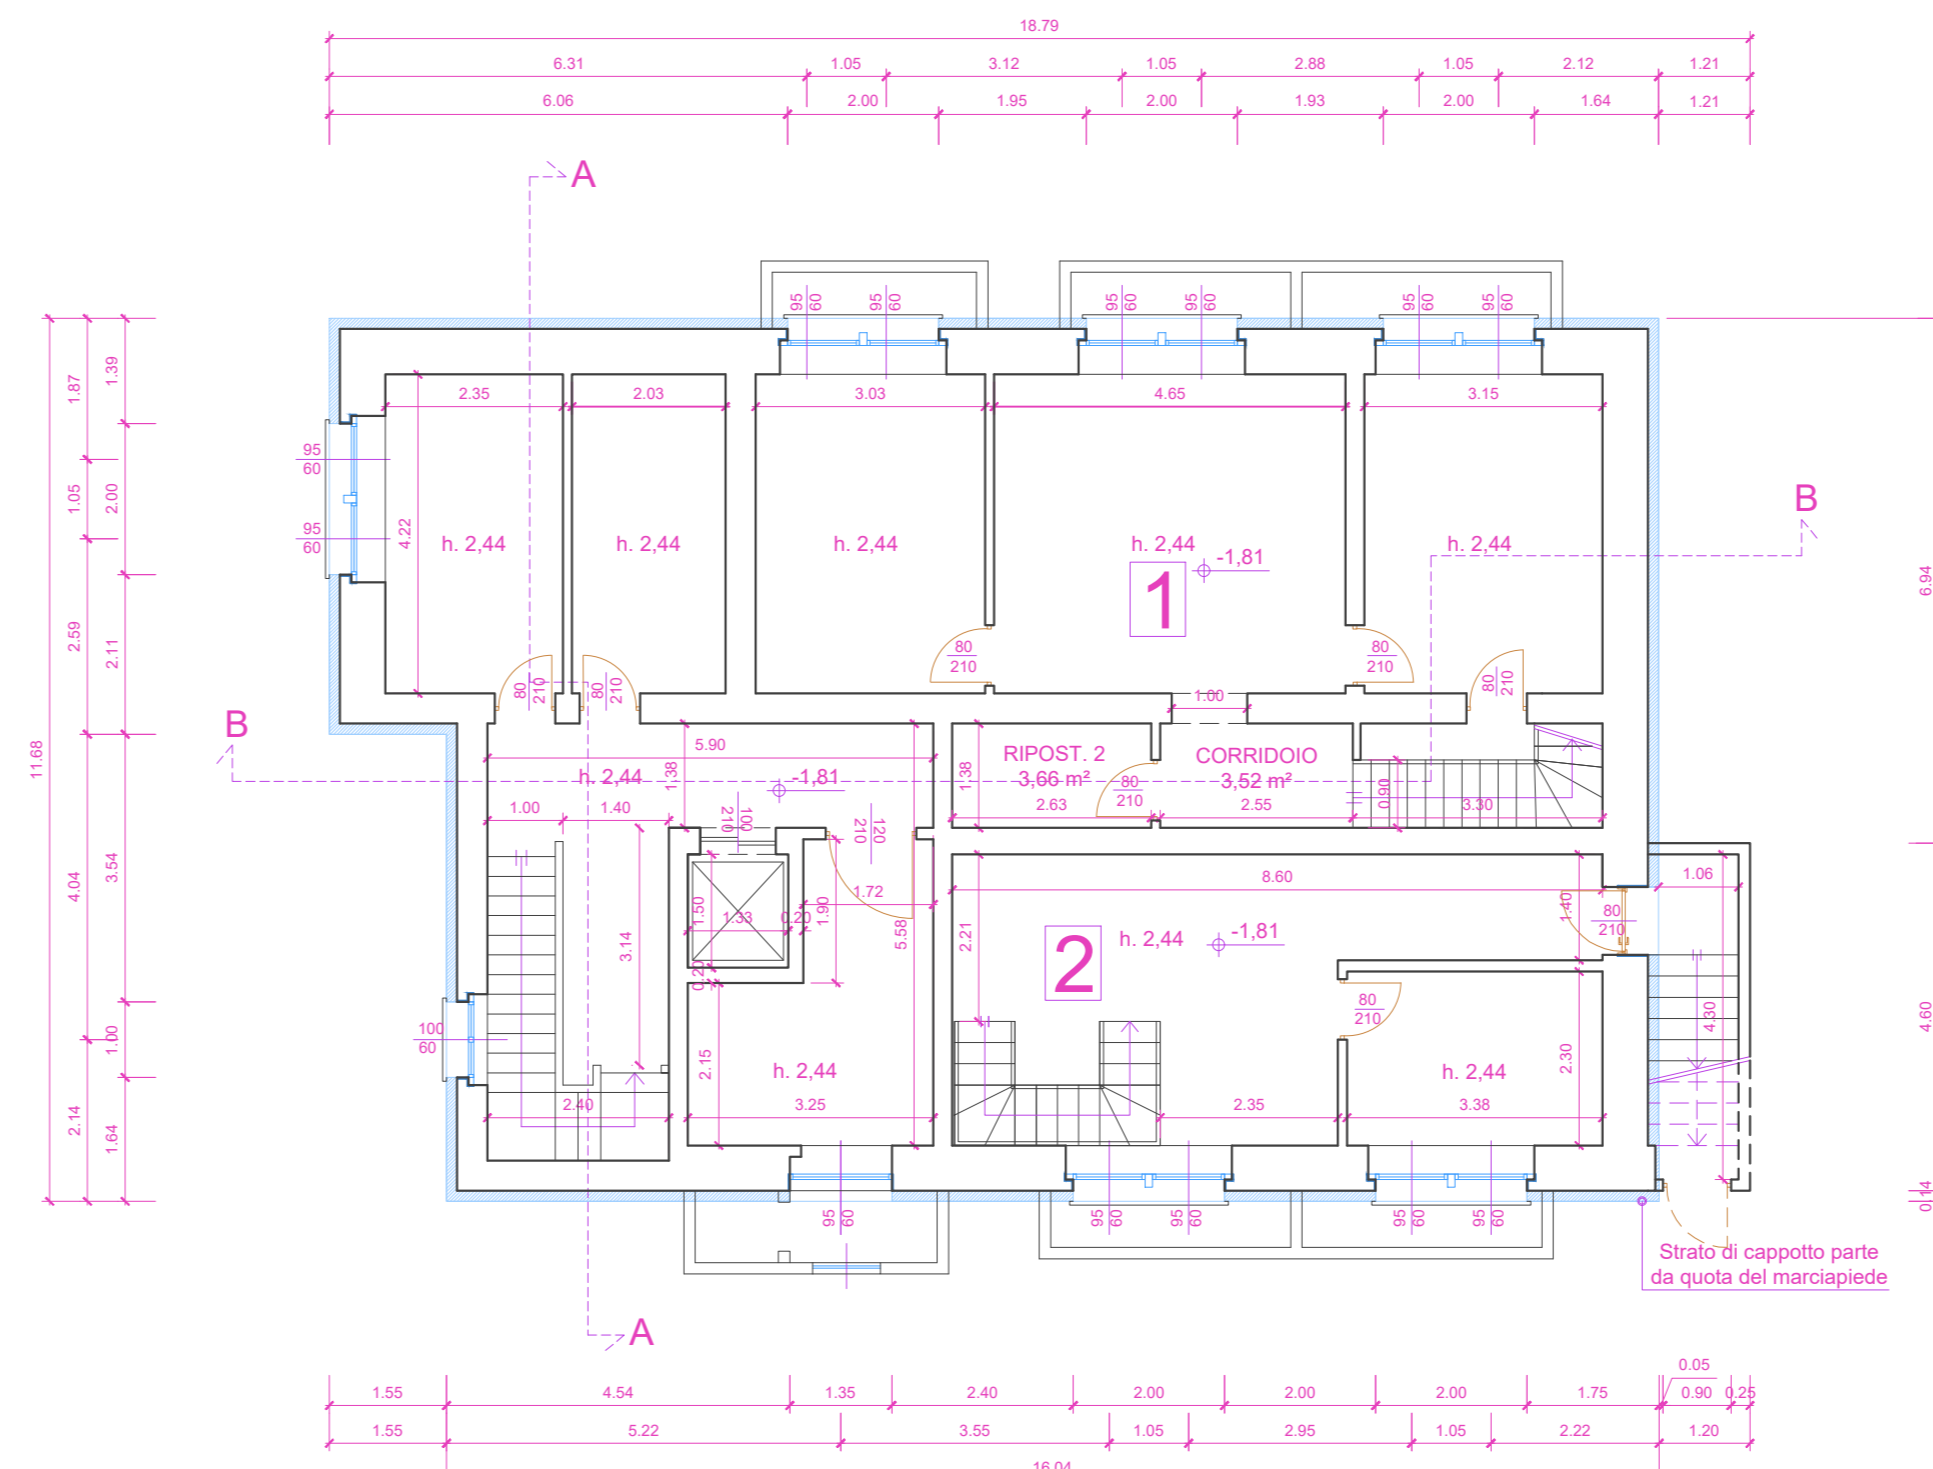 18.79
6.31 1.05 3.12 1.05 2.88 1.05 2.12 1.21
6.06 2.00 1.95 2.00 1.93 2.00 1.64 1.21
A
95 60 95 60 95 60 95 60 95 60 95 60
1.87 1.39
2.35 2.03 3.03 4.65 3.15
95
60
1.05 2.00
95
60
4.22
h. 2,44 h. 2,44 h. 2,44 h. 2,44 h. 2,44
-1,81
B
1
6.94
11.68
2.59 2.11
80
210
80
210
80 210 80 210 80 210
1.00
B
5.90
h. 2,44 -1,81
1.38
RIPOST. 2
3,66 m²
CORRIDOIO
3,52 m²
1.38
80
210
2.63 2.55 0.90 3.30
1.00 1.40
100 210
120 210
4.04 3.54
8.60
1.06
1.50 1.33 0.20 1.90 1.72
5.58
2.21
1.40
80
210
3.14
0.20
2
h. 2,44 -1,81
80
210
4.30
4.60
100
60
1.00
2.15
h. 2,44
h. 2,44
2.30
2.14 1.64
2.40 3.25 2.35 3.38
95 60 95 60 95 60 95 60 95 60
0.14
Strato di cappotto parte
da quota del marciapiede
A
0.05
1.55 4.54 1.35 2.40 2.00 2.00 2.00 1.75 0.90 0.25
1.55 5.22 3.55 1.05 2.95 1.05 2.22 1.20
16.04